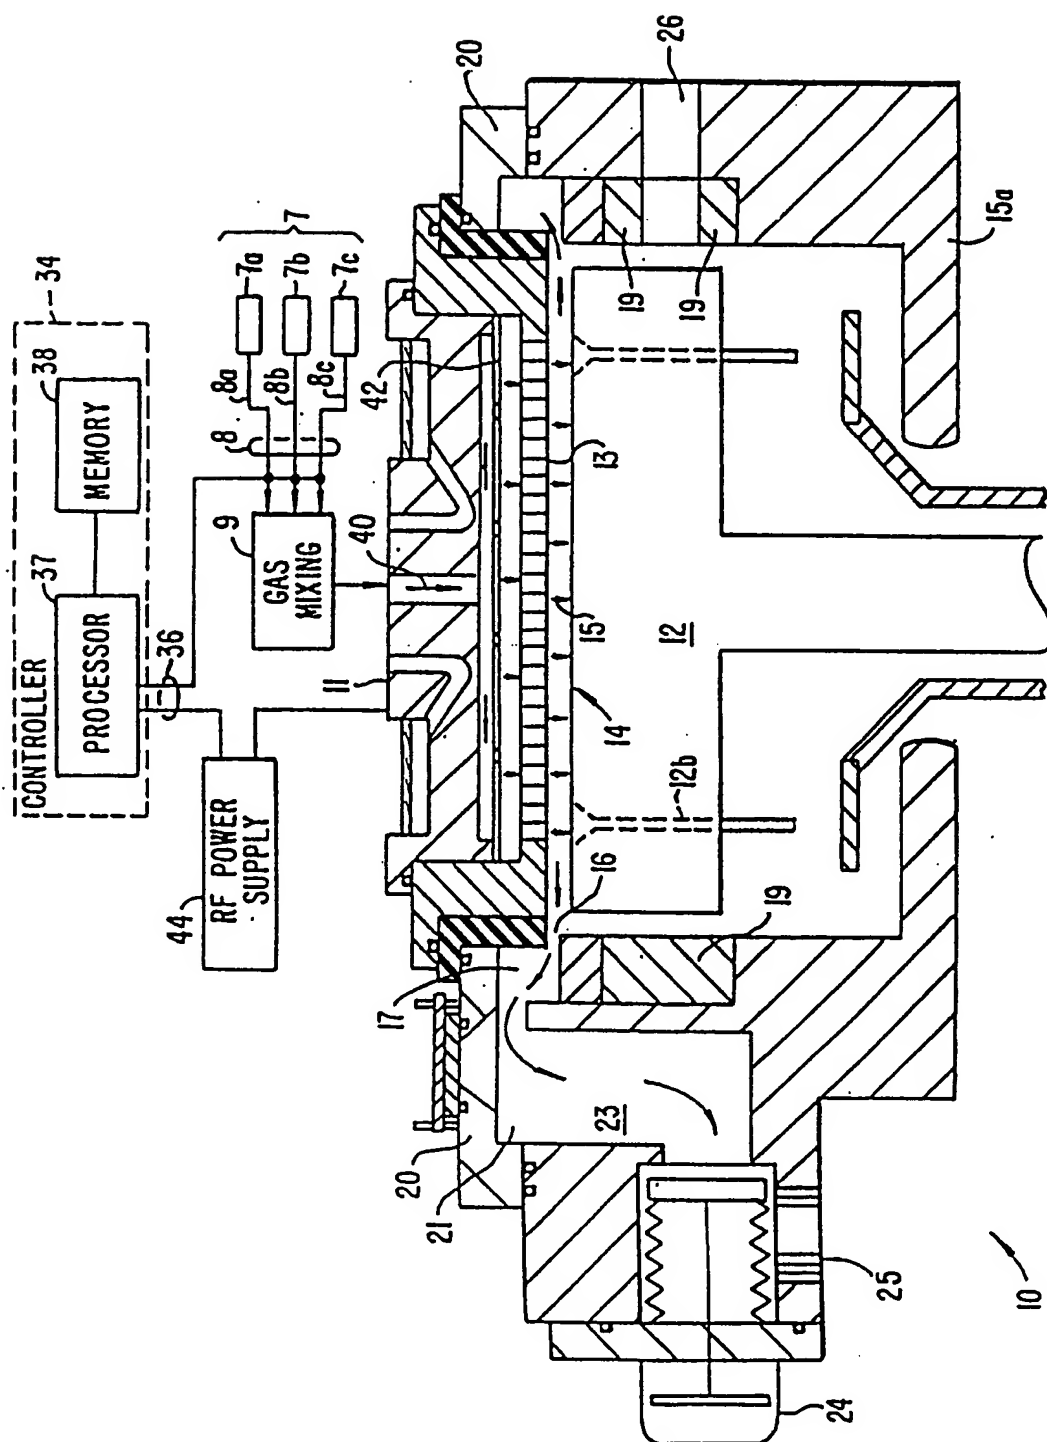 34
CONTROLLER
37
PROCESSOR
38
MEMORY
36
44
RF POWER
SUPPLY
7
7a
7b
7c
8
8a
8b
8c
9
GAS
MIXING
11
40
42
20
26
17
20
21
16
14
15
13
12
12b
19
19
19
15a
23
24
25
10